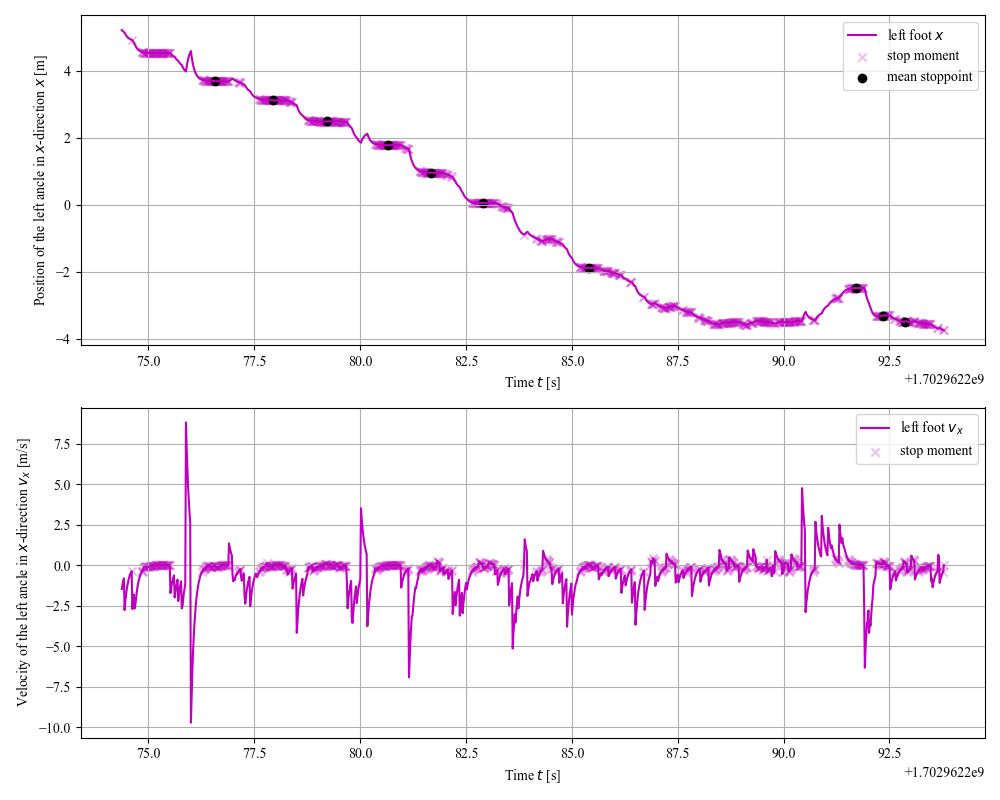 Position of the left ancle in x-direction x [m]
4
2
0
−2
−4
left foot x
stop moment
mean stoppoint
75.0 77.5 80.0 82.5 85.0 87.5 90.0 92.5
Time t [s]
+1.7029622e9
Velocity of the left ancle in x-direction vₓ [m/s]
7.5
5.0
2.5
0.0
−2.5
−5.0
−7.5
−10.0
left foot vₓ
stop moment
75.0 77.5 80.0 82.5 85.0 87.5 90.0 92.5
Time t [s]
+1.7029622e9